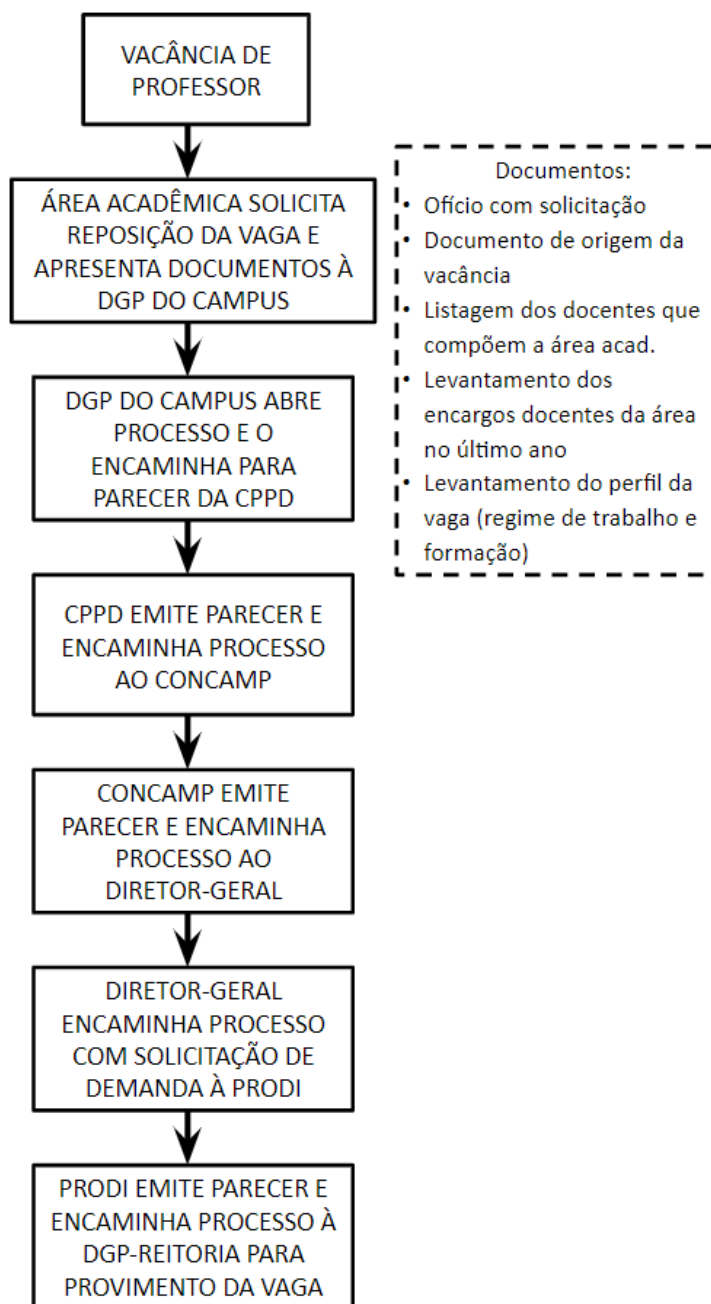 VACÂNCIA DE
PROFESSOR
ÁREA ACADÊMICA SOLICITA
REPOSIÇÃO DA VAGA E
APRESENTA DOCUMENTOS À
DGP DO CAMPUS
Documentos:
• Ofício com solicitação
• Documento de origem da
vacância
• Listagem dos docentes que
compõem a área acad.
• Levantamento dos
encargos docentes da área
no último ano
• Levantamento do perfil da
vaga (regime de trabalho e
formação)
DGP DO CAMPUS ABRE
PROCESSO E O
ENCAMINHA PARA
PARECER DA CPPD
CPPD EMITE PARECER E
ENCAMINHA PROCESSO
AO CONCAMP
CONCAMP EMITE
PARECER E ENCAMINHA
PROCESSO AO
DIRETOR-GERAL
DIRETOR-GERAL
ENCAMINHA PROCESSO
COM SOLICITAÇÃO DE
DEMANDA À PRODI
PRODI EMITE PARECER E
ENCAMINHA PROCESSO À
DGP-REITORIA PARA
PROVIMENTO DA VAGA